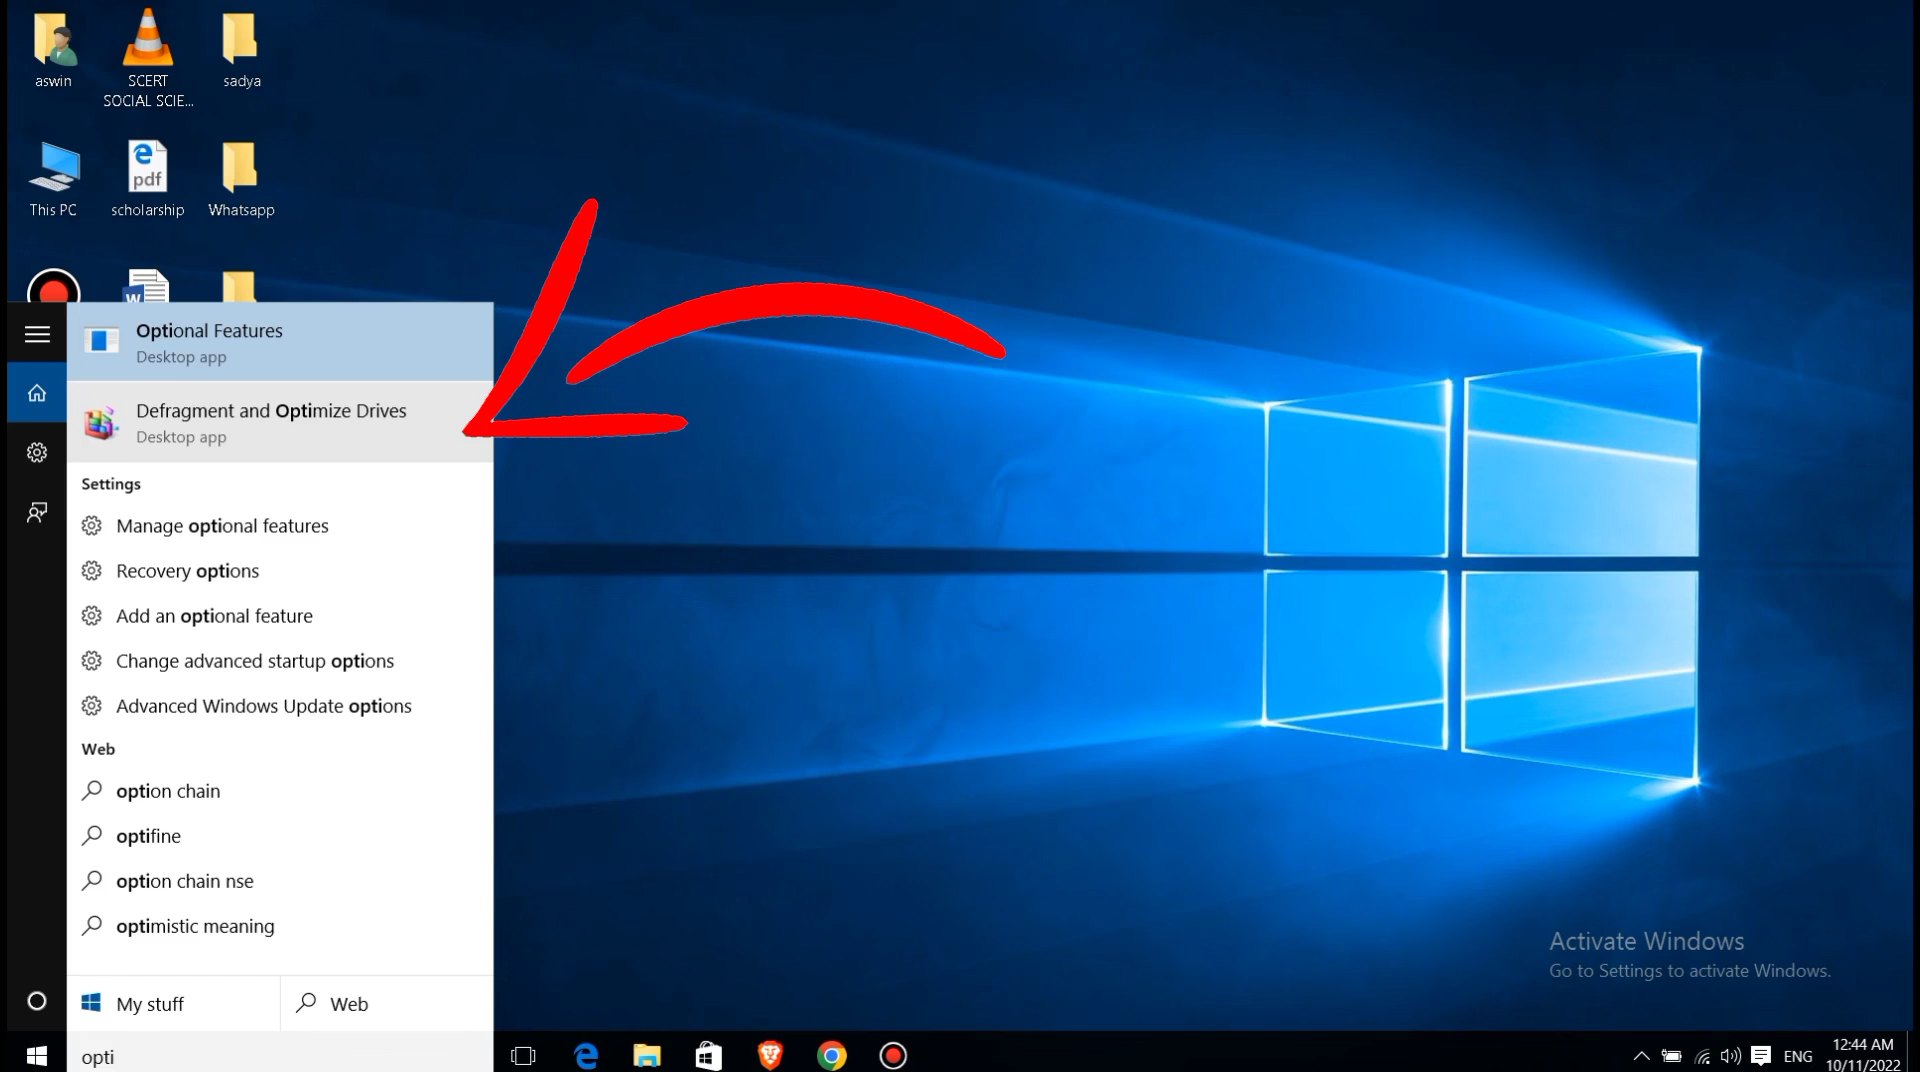 aswin
SCERT
SOCIAL SCIE...
sadya
This PC
pdf
scholarship
Whatsapp
W
Optional Features
Desktop app
Defragment and Optimize Drives
Desktop app
Settings
Manage optional features
Recovery options
Add an optional feature
Change advanced startup options
Advanced Windows Update options
Web
option chain
optifine
option chain nse
optimistic meaning
My stuff
Web
opti
Activate Windows
Go to Settings to activate Windows.
ENG
12:44 AM
10/11/2022